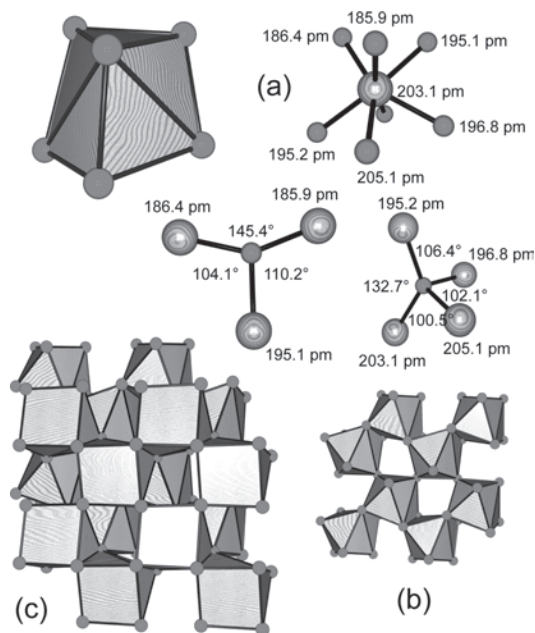 185.9 pm
186.4 pm
195.1 pm
(a)
203.1 pm
196.8 pm
195.2 pm
205.1 pm
186.4 pm
185.9 pm
145.4°
104.1°
110.2°
195.1 pm
195.2 pm
106.4°
196.8 pm
132.7°
102.1°
100.5°
205.1 pm
203.1 pm
(c)
(b)